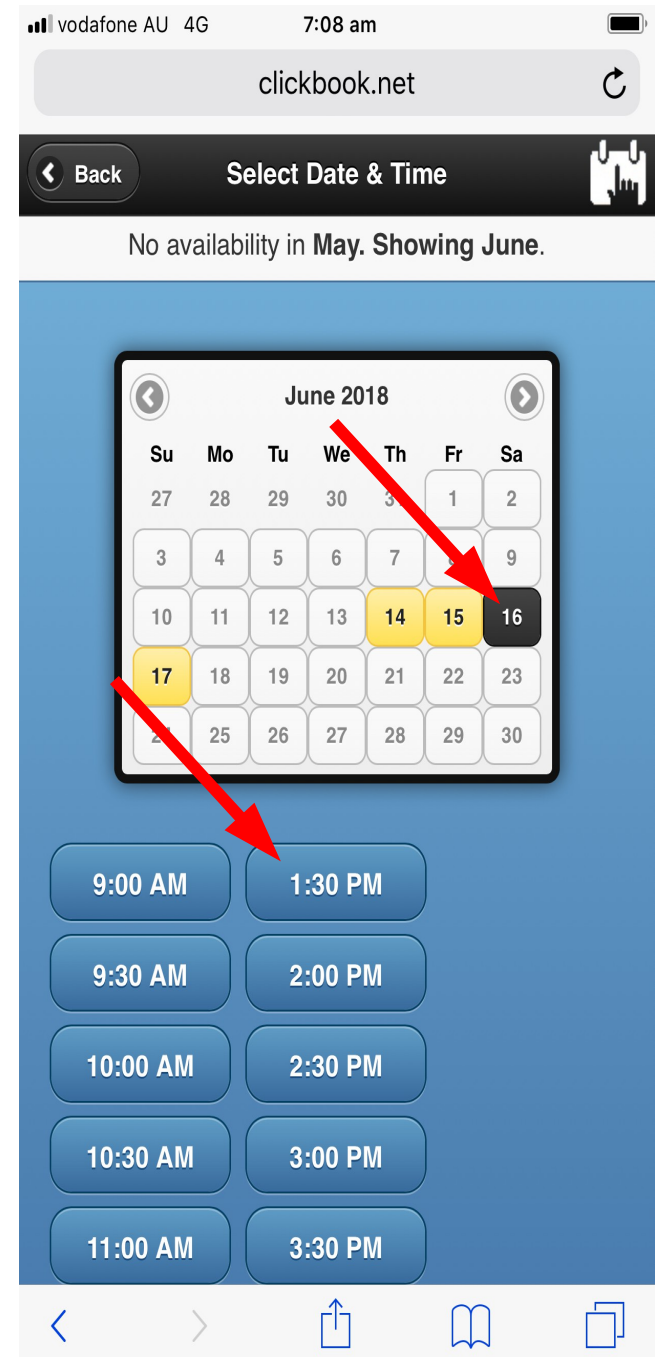 vodafone AU 4G 7:08 am
clickbook.net
Back Select Date & Time
No availability in May. Showing June.
June 2018
Su Mo Tu We Th Fr Sa
27 28 29 30 31 1 2
3 4 5 6 7 8 9
10 11 12 13 14 15 16
17 18 19 20 21 22 23
24 25 26 27 28 29 30
9:00 AM 1:30 PM
9:30 AM 2:00 PM
10:00 AM 2:30 PM
10:30 AM 3:00 PM
11:00 AM 3:30 PM